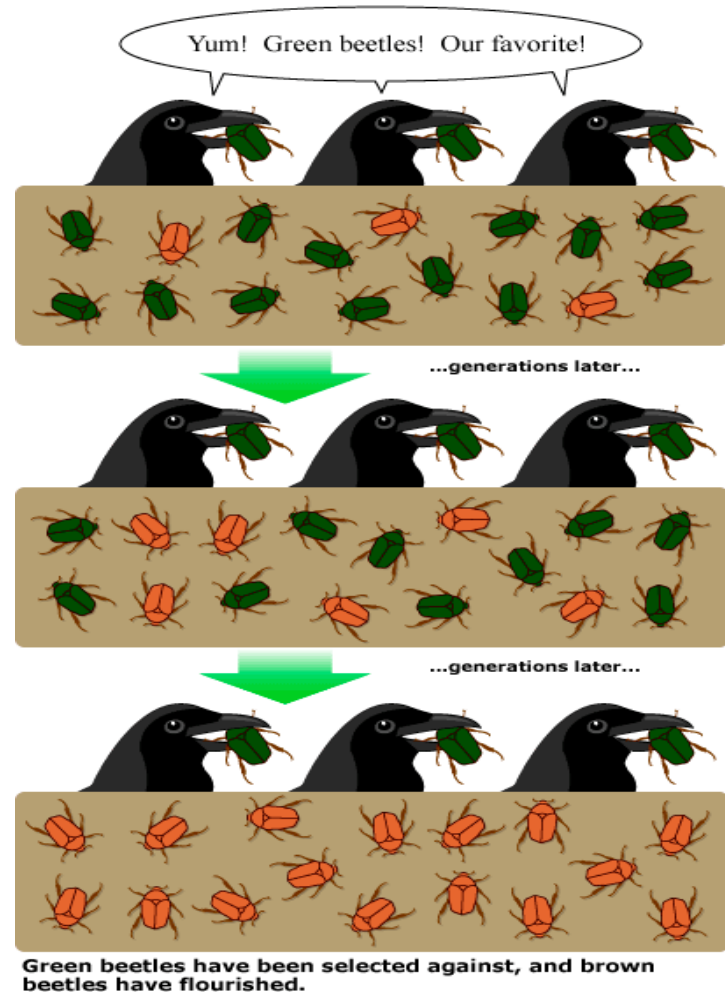 Yum! Green beetles! Our favorite!
...generations later...
...generations later...
Green beetles have been selected against, and brown
beetles have flourished.